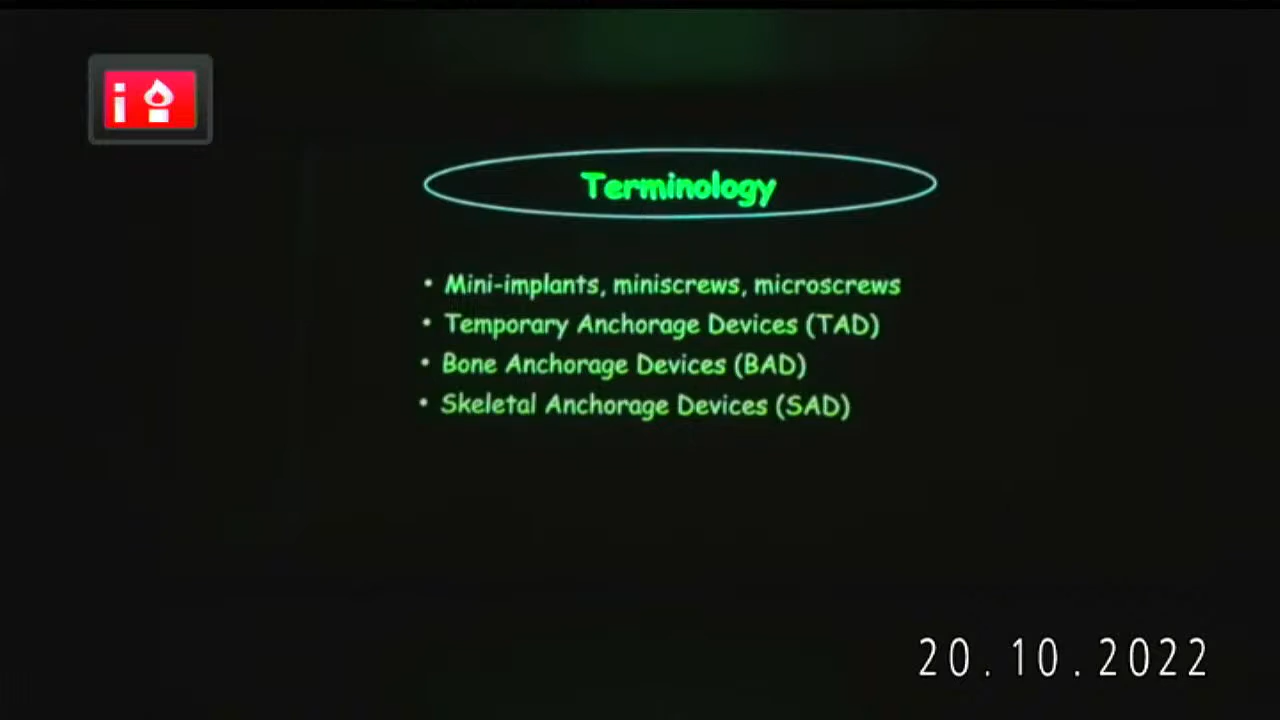 Terminology
• Mini-implants, miniscrews, microscrews
• Temporary Anchorage Devices (TAD)
• Bone Anchorage Devices (BAD)
• Skeletal Anchorage Devices (SAD)
20.10.2022